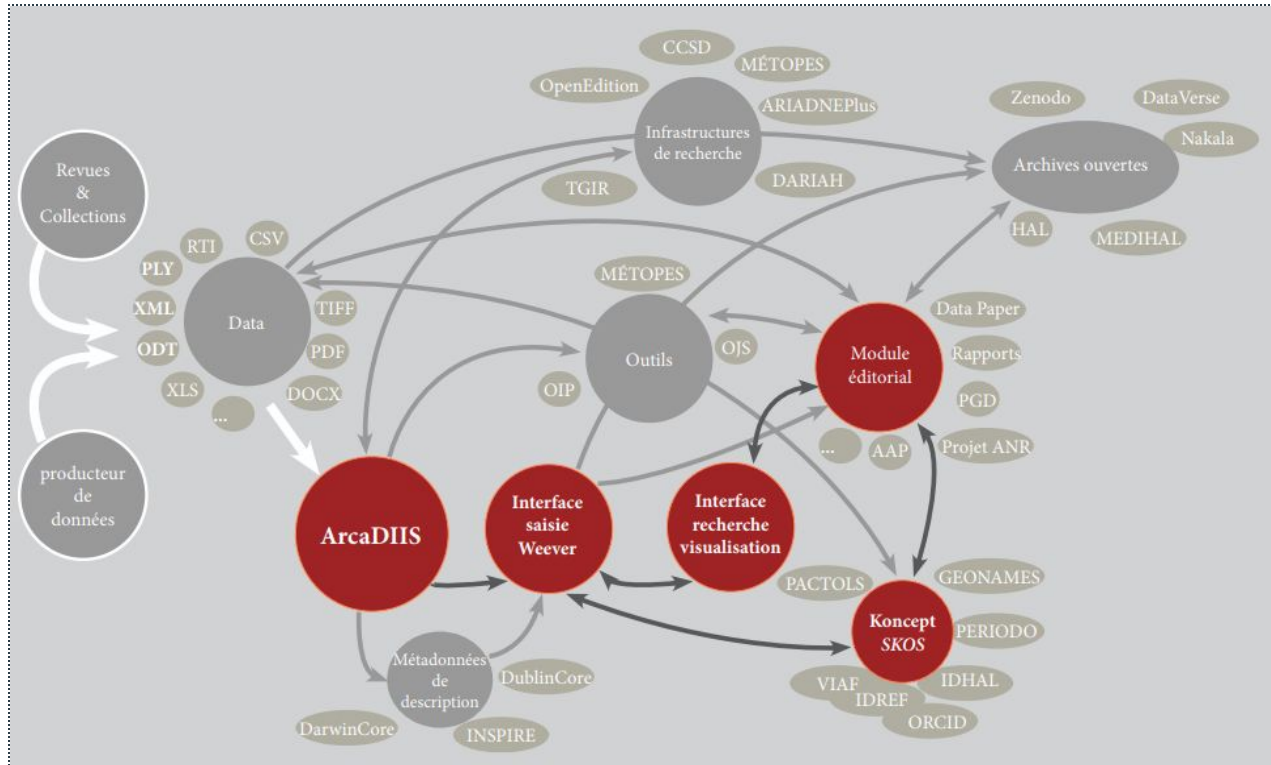 CCSD
MÉTOPES
OpenEdition
ARIADNEPlus
Infrastructures
de recherche
TGIR
DARIAH
Zenodo
DataVerse
Nakala
Archives ouvertes
HAL
MEDIHAL
Revues
&
Collections
CSV
RTI
PLY
XML
ODT
XLS
...
DOCX
PDF
TIFF
Data
producteur
de
données
MÉTOPES
Outils
OJS
OIP
Module
éditorial
Data Paper
Rapports
PGD
Projet ANR
AAP
...
ArcaDIIS
Interface
saisie
Weever
Interface
recherche
visualisation
PACTOLS
GEONAMES
Koncept
SKOS
PERIODO
IDHAL
VIAF
IDREF
ORCID
Métadonnées
de
description
DublinCore
DarwinCore
INSPIRE